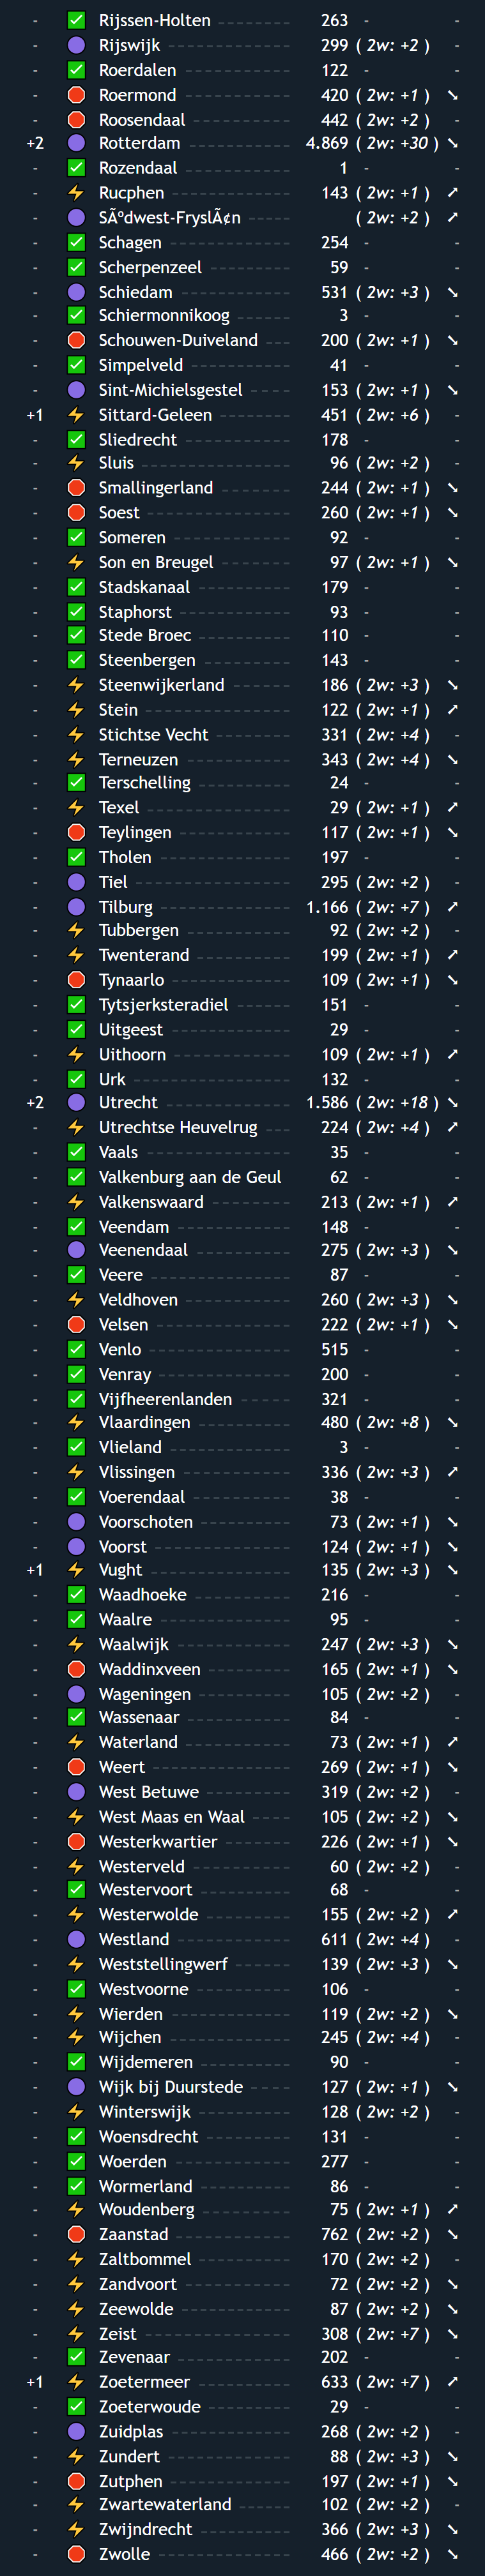 - ✅ Rijssen-Holten 263 - -
- Rijswijk 299 ( 2w: +2 ) -
- ✅ Roerdalen 122 - -
- Roermond 420 ( 2w: +1 ) ➘
- Roosendaal 442 ( 2w: +2 ) -
+2 Rotterdam 4.869 ( 2w: +30 ) ➘
- ✅ Rozendaal 1 - -
- ⚡ Rucphen 143 ( 2w: +1 ) ➚
- SÃºdwest-FryslÃ¢n ( 2w: +2 ) ➚
- ✅ Schagen 254 - -
- ✅ Scherpenzeel 59 - -
- Schiedam 531 ( 2w: +3 ) ➘
- ✅ Schiermonnikoog 3 - -
- Schouwen-Duiveland 200 ( 2w: +1 ) ➘
- ✅ Simpelveld 41 - -
- Sint-Michielsgestel 153 ( 2w: +1 ) ➘
+1 ⚡ Sittard-Geleen 451 ( 2w: +6 ) -
- ✅ Sliedrecht 178 - -
- ⚡ Sluis 96 ( 2w: +2 ) -
- Smallingerland 244 ( 2w: +1 ) ➘
- Soest 260 ( 2w: +1 ) ➘
- ✅ Someren 92 - -
- ⚡ Son en Breugel 97 ( 2w: +1 ) ➘
- ✅ Stadskanaal 179 - -
- ✅ Staphorst 93 - -
- ✅ Stede Broec 110 - -
- ✅ Steenbergen 143 - -
- ⚡ Steenwijkerland 186 ( 2w: +3 ) ➘
- ⚡ Stein 122 ( 2w: +1 ) ➚
- ⚡ Stichtse Vecht 331 ( 2w: +4 ) -
- ⚡ Terneuzen 343 ( 2w: +4 ) ➘
- ✅ Terschelling 24 - -
- ⚡ Texel 29 ( 2w: +1 ) ➚
- Teylingen 117 ( 2w: +1 ) ➘
- ✅ Tholen 197 - -
- Tiel 295 ( 2w: +2 ) -
- Tilburg 1.166 ( 2w: +7 ) ➚
- ⚡ Tubbergen 92 ( 2w: +2 ) -
- ⚡ Twenterand 199 ( 2w: +1 ) ➚
- Tynaarlo 109 ( 2w: +1 ) ➘
- ✅ Tytsjerksteradiel 151 - -
- ✅ Uitgeest 29 - -
- ⚡ Uithoorn 109 ( 2w: +1 ) ➚
- ✅ Urk 132 - -
+2 Utrecht 1.586 ( 2w: +18 ) ➘
- ⚡ Utrechtse Heuvelrug 224 ( 2w: +4 ) ➚
- ✅ Vaals 35 - -
- ✅ Valkenburg aan de Geul 62 - -
- ⚡ Valkenswaard 213 ( 2w: +1 ) ➚
- ✅ Veendam 148 - -
- Veenendaal 275 ( 2w: +3 ) ➘
- ✅ Veere 87 - -
- ⚡ Veldhoven 260 ( 2w: +3 ) ➘
- Velsen 222 ( 2w: +1 ) ➘
- ✅ Venlo 515 - -
- ✅ Venray 200 - -
- ✅ Vijfheerenlanden 321 - -
- ⚡ Vlaardingen 480 ( 2w: +8 ) ➘
- ✅ Vlieland 3 - -
- ⚡ Vlissingen 336 ( 2w: +3 ) ➚
- ✅ Voerendaal 38 - -
- Voorschoten 73 ( 2w: +1 ) ➘
- Voorst 124 ( 2w: +1 ) ➘
+1 ⚡ Vught 135 ( 2w: +3 ) ➘
- ✅ Waadhoeke 216 - -
- ✅ Waalre 95 - -
- ⚡ Waalwijk 247 ( 2w: +3 ) ➘
- Waddinxveen 165 ( 2w: +1 ) ➘
- Wageningen 105 ( 2w: +2 ) -
- ✅ Wassenaar 84 - -
- ⚡ Waterland 73 ( 2w: +1 ) ➚
- Weert 269 ( 2w: +1 ) ➘
- West Betuwe 319 ( 2w: +2 ) -
- ⚡ West Maas en Waal 105 ( 2w: +2 ) ➘
- Westerkwartier 226 ( 2w: +1 ) ➘
- ⚡ Westerveld 60 ( 2w: +2 ) -
- ✅ Westervoort 68 - -
- ⚡ Westerwolde 155 ( 2w: +2 ) ➚
- Westland 611 ( 2w: +4 ) -
- ⚡ Weststellingwerf 139 ( 2w: +3 ) ➘
- ✅ Westvoorne 106 - -
- ⚡ Wierden 119 ( 2w: +2 ) ➘
- ⚡ Wijchen 245 ( 2w: +4 ) -
- ✅ Wijdemeren 90 - -
- Wijk bij Duurstede 127 ( 2w: +1 ) ➘
- ⚡ Winterswijk 128 ( 2w: +2 ) -
- ✅ Woensdrecht 131 - -
- ✅ Woerden 277 - -
- ✅ Wormerland 86 - -
- ⚡ Woudenberg 75 ( 2w: +1 ) ➚
- Zaanstad 762 ( 2w: +2 ) ➘
- ⚡ Zaltbommel 170 ( 2w: +2 ) -
- ⚡ Zandvoort 72 ( 2w: +2 ) ➘
- ⚡ Zeewolde 87 ( 2w: +2 ) ➘
- ⚡ Zeist 308 ( 2w: +7 ) ➘
- ✅ Zevenaar 202 - -
+1 ⚡ Zoetermeer 633 ( 2w: +7 ) ➚
- ✅ Zoeterwoude 29 - -
- Zuidplas 268 ( 2w: +2 ) -
- ⚡ Zundert 88 ( 2w: +3 ) ➘
- Zutphen 197 ( 2w: +1 ) ➘
- ⚡ Zwartewaterland 102 ( 2w: +2 ) -
- ⚡ Zwijndrecht 366 ( 2w: +3 ) ➘
- Zwolle 466 ( 2w: +2 ) ➘